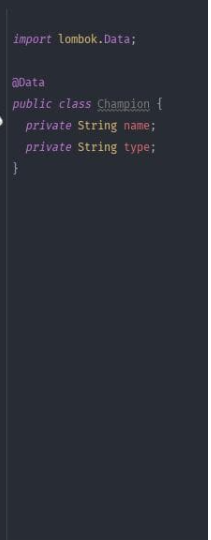 import lombok.Data;
@Data
public class Champion {
private String name;
private String type;
}